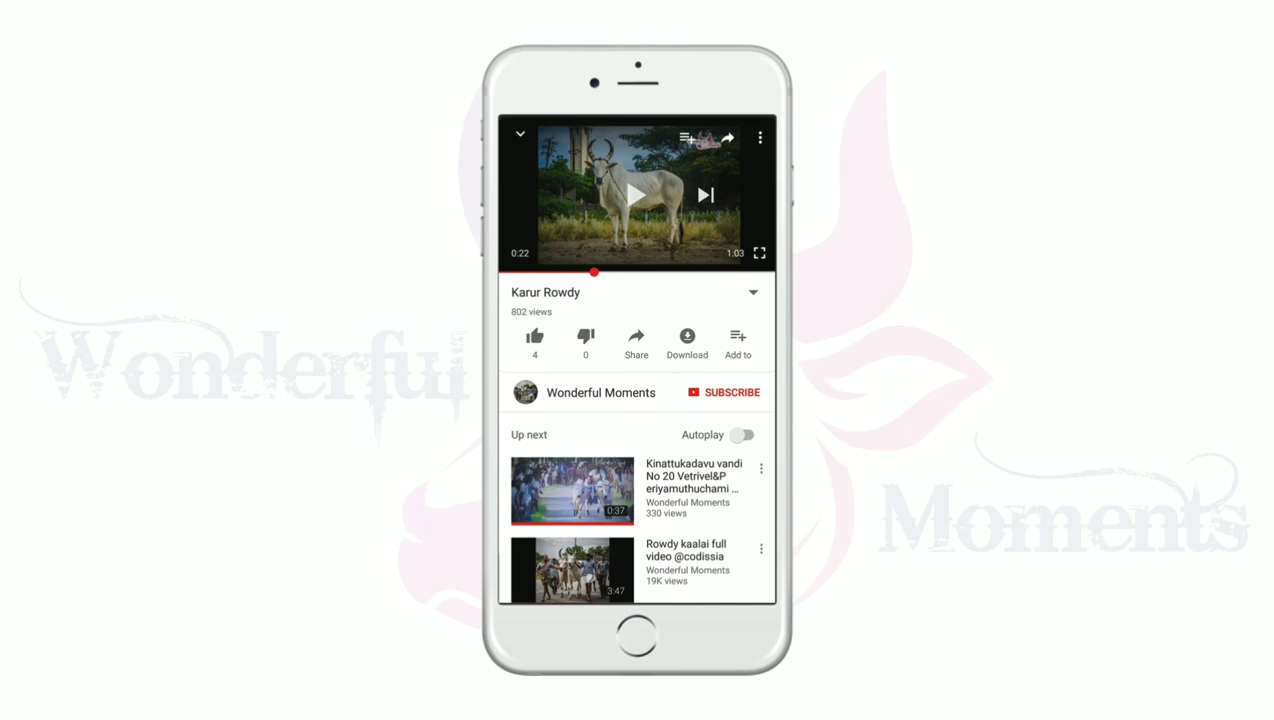 Wonderful
Moments
0:22
1:03
Karur Rowdy
802 views
4
0
Share
Download
Add to
Wonderful Moments
SUBSCRIBE
Up next
Autoplay
Kinattukadavu vandi
No 20 Vetrivel&P
eriyamuthuchami ...
Wonderful Moments
330 views
0:37
Rowdy kaalai full
video @codissia
Wonderful Moments
19K views
3:47